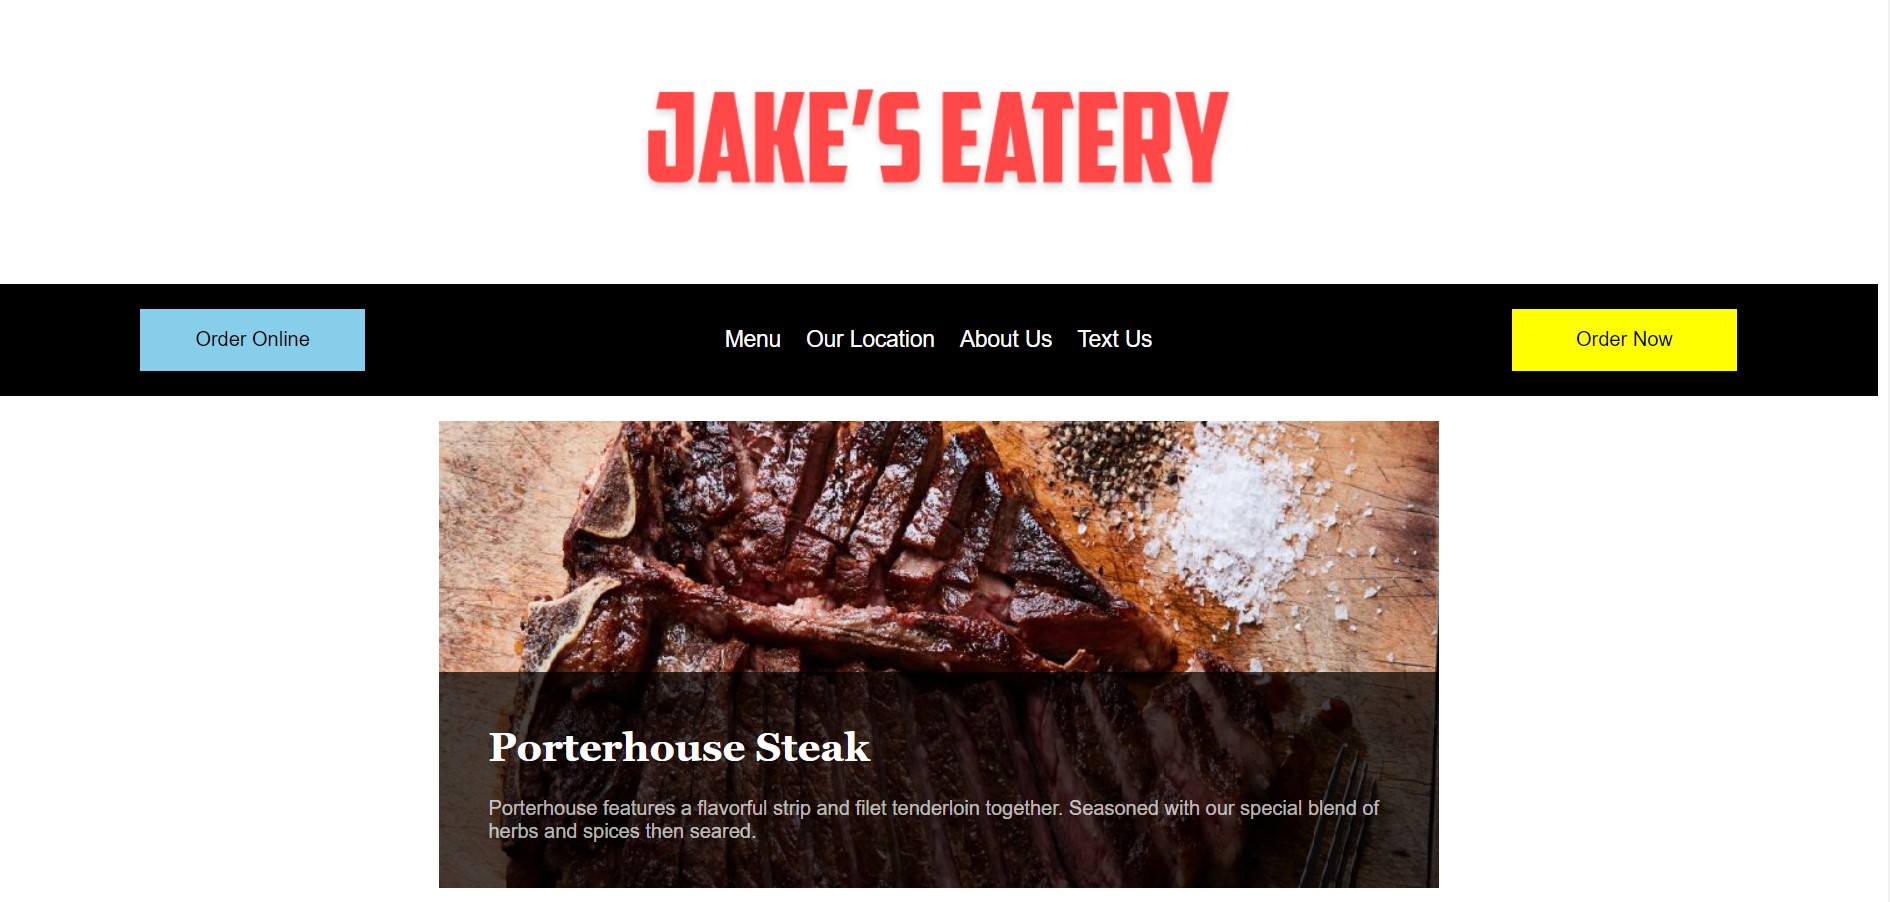 JAKE'S EATERY
Order Online
Menu
Our Location
About Us
Text Us
Order Now
Porterhouse Steak
Porterhouse features a flavorful strip and filet tenderloin together. Seasoned with our special blend of
herbs and spices then seared.